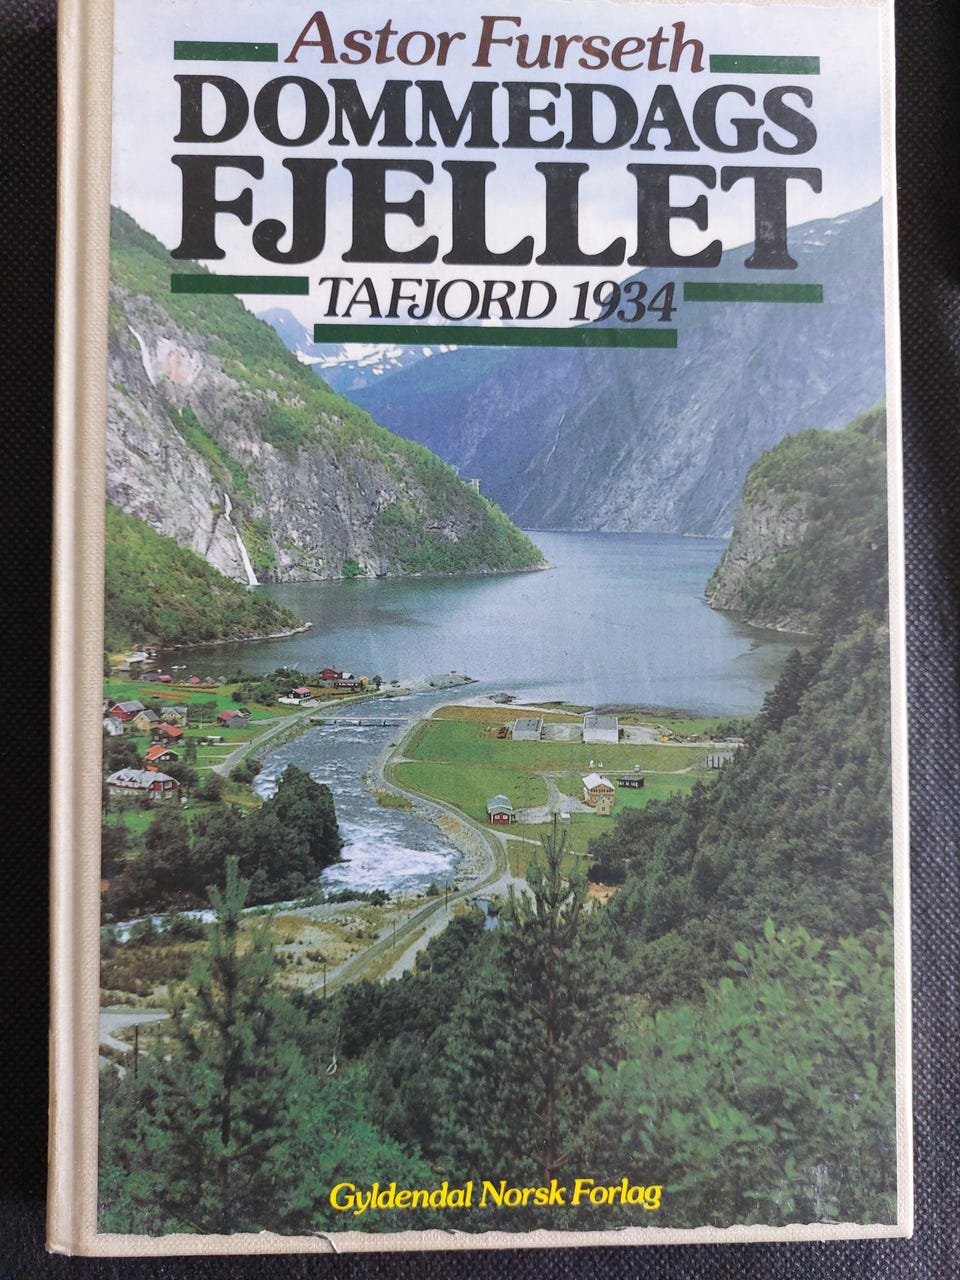 Astor Furseth
DOMMEDAGS
FJELLET
TAFJORD 1934
Gyldendal Norsk Forlag